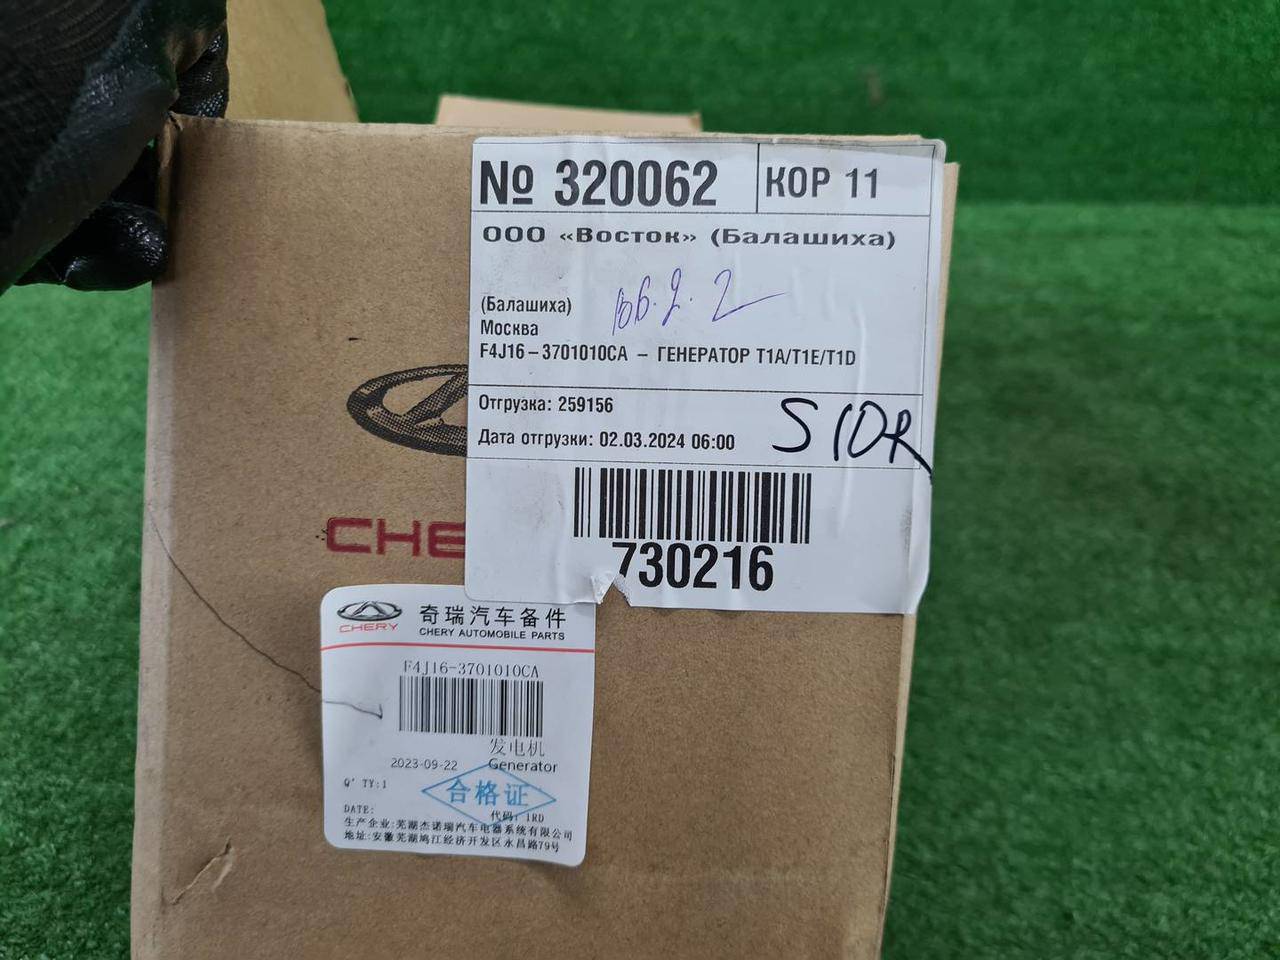 № 320062
КОР 11
ООО «Восток» (Балашиха)
(Балашиха)
Москва
F4J16-3701010CA - ГЕНЕРАТОР T1A/T1E/T1D
Отгрузка: 259156
Дата отгрузки: 02.03.2024 06:00
730216
CHE
CHERY
奇瑞汽车备件
CHERY AUTOMOBILE PARTS
F4J16-3701010CA
发电机
2023-09-22 Generator
Q'TY:1
合格证
DATE:
代码: 1RD
生产企业:芜湖杰诺瑞汽车电器系统有限公司
地址:安徽芜湖鸠江经济开发区永昌路79号